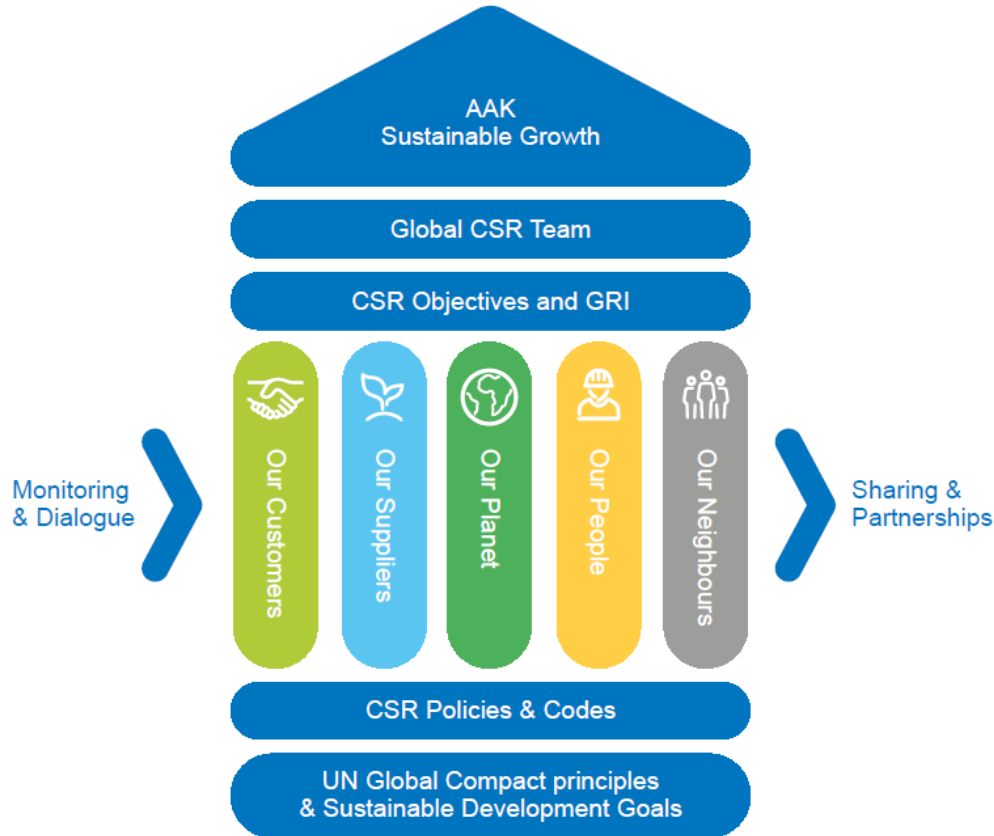 AAK
Sustainable Growth
Global CSR Team
CSR Objectives and GRI
Monitoring
& Dialogue
Our Customers
Our Suppliers
Our Planet
Our People
Our Neighbours
Sharing &
Partnerships
CSR Policies & Codes
UN Global Compact principles
& Sustainable Development Goals